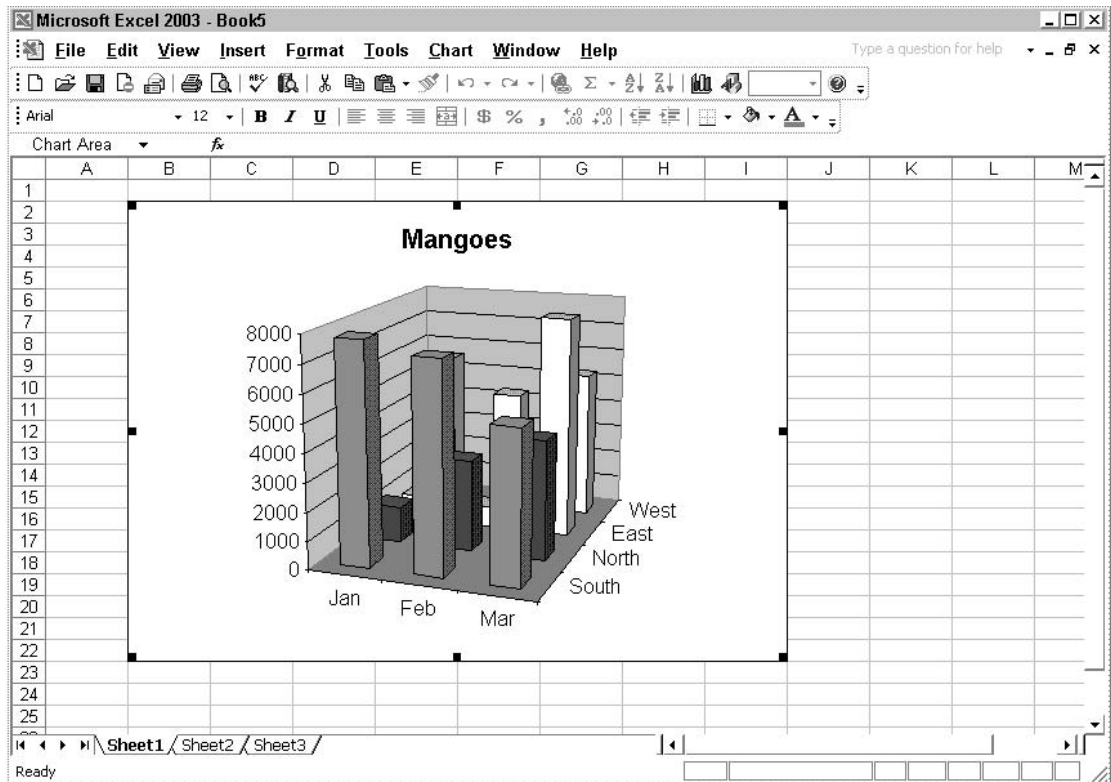 Microsoft Excel 2003 - Book5
File Edit View Insert Format Tools Chart Window Help Type a question for help
ABC Σ A Z Z A
Arial 12 B I U $ % , .00 .00 A
Chart Area fx
A B C D E F G H I J K L M
1
2
3
4
5
6
7
8
9
10
11
12
13
14
15
16
17
18
19
20
21
22
23
24
25
Mangoes
8000
7000
6000
5000
4000
3000
2000
1000
0
Jan Feb Mar
South
North
East
West
Sheet1 Sheet2 Sheet3
Ready